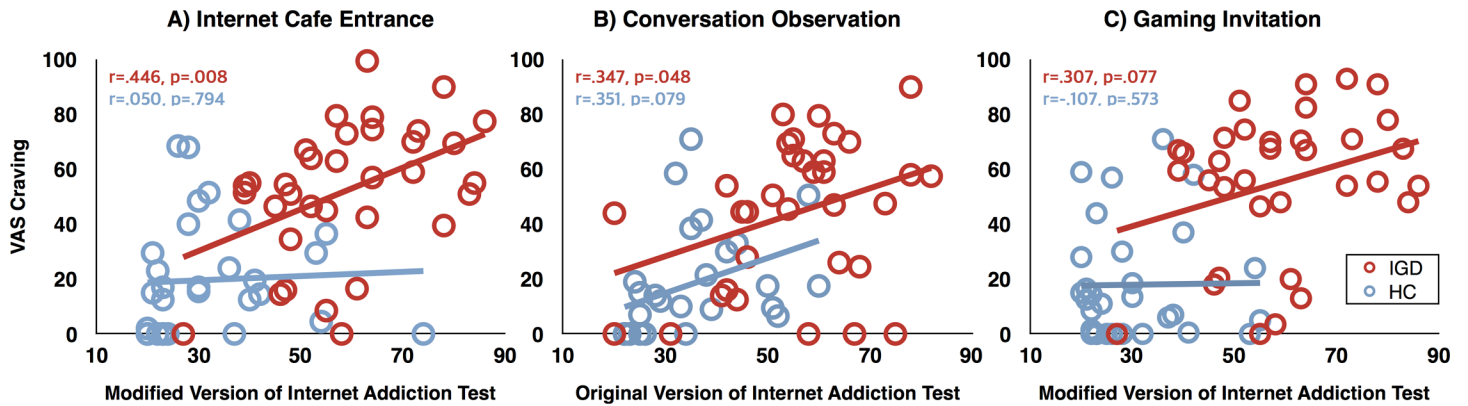 A) Internet Cafe Entrance
B) Conversation Observation
C) Gaming Invitation
VAS Craving
100
80
60
40
20
0
r=.446, p=.008
r=.050, p=.794
10
30
50
70
90
Modified Version of Internet Addiction Test
100
80
60
40
20
0
r=.347, p=.048
r=.351, p=.079
10
30
50
70
90
Original Version of Internet Addiction Test
100
80
60
40
20
0
r=.307, p=.077
r=-.107, p=.573
IGD
HC
10
30
50
70
90
Modified Version of Internet Addiction Test